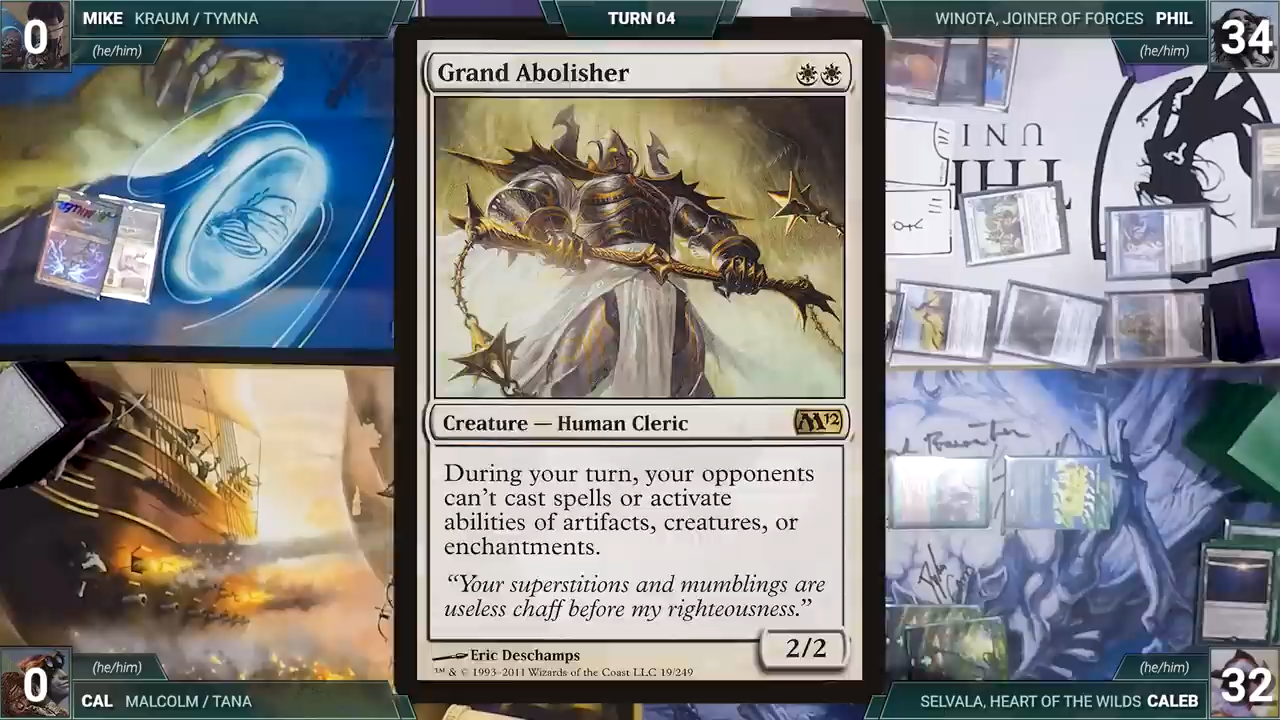 0
MIKE KRAUM / TYMNA
(he/him)
TURN 04
WINOTA, JOINER OF FORCES PHIL
(he/him)
34
Grand Abolisher
Creature — Human Cleric
M12
During your turn, your opponents
can't cast spells or activate
abilities of artifacts, creatures, or
enchantments.
"Your superstitions and mumblings are
useless chaff before my righteousness."
2/2
Eric Deschamps
™ & © 1993–2011 Wizards of the Coast LLC 19/249
UNI
0
(he/him)
CAL MALCOLM / TANA
(he/him)
SELVALA, HEART OF THE WILDS CALEB
32